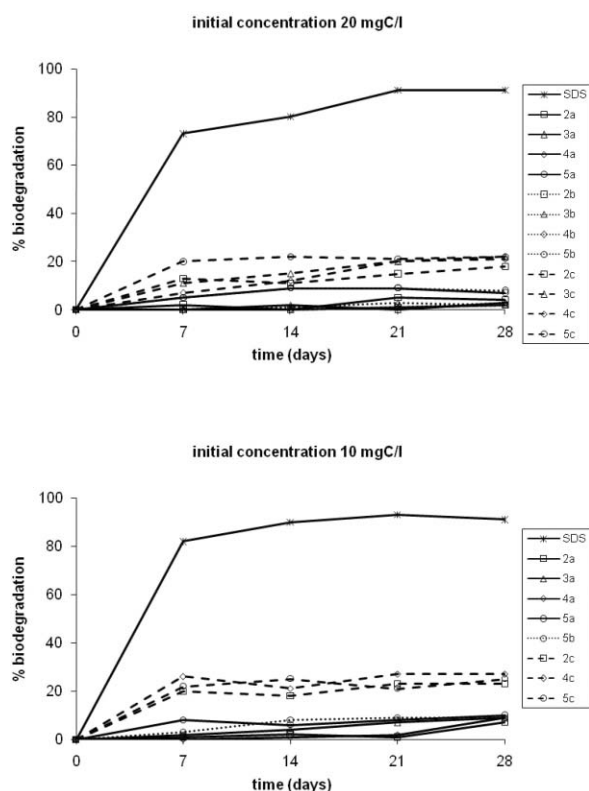 initial concentration 20 mgC/l
100
80
60
40
20
0
% biodegradation
0 7 14 21 28
time (days)
SDS
2a
3a
4a
5a
2b
3b
4b
5b
2c
3c
4c
5c
initial concentration 10 mgC/l
100
80
60
40
20
0
% biodegradation
0 7 14 21 28
time (days)
SDS
2a
3a
4a
5a
5b
2c
4c
5c